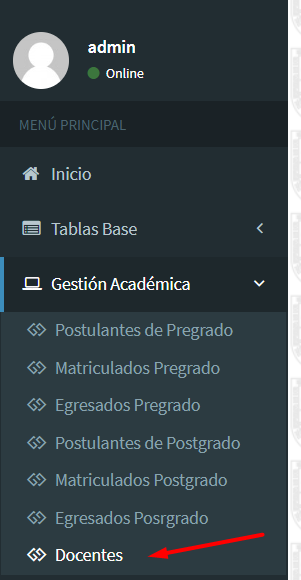 admin
Online
MENÚ PRINCIPAL
Inicio
Tablas Base
Gestión Académica
Postulantes de Pregrado
Matriculados Pregrado
Egresados Pregrado
Postulantes de Postgrado
Matriculados Postgrado
Egresados Posrgrado
Docentes